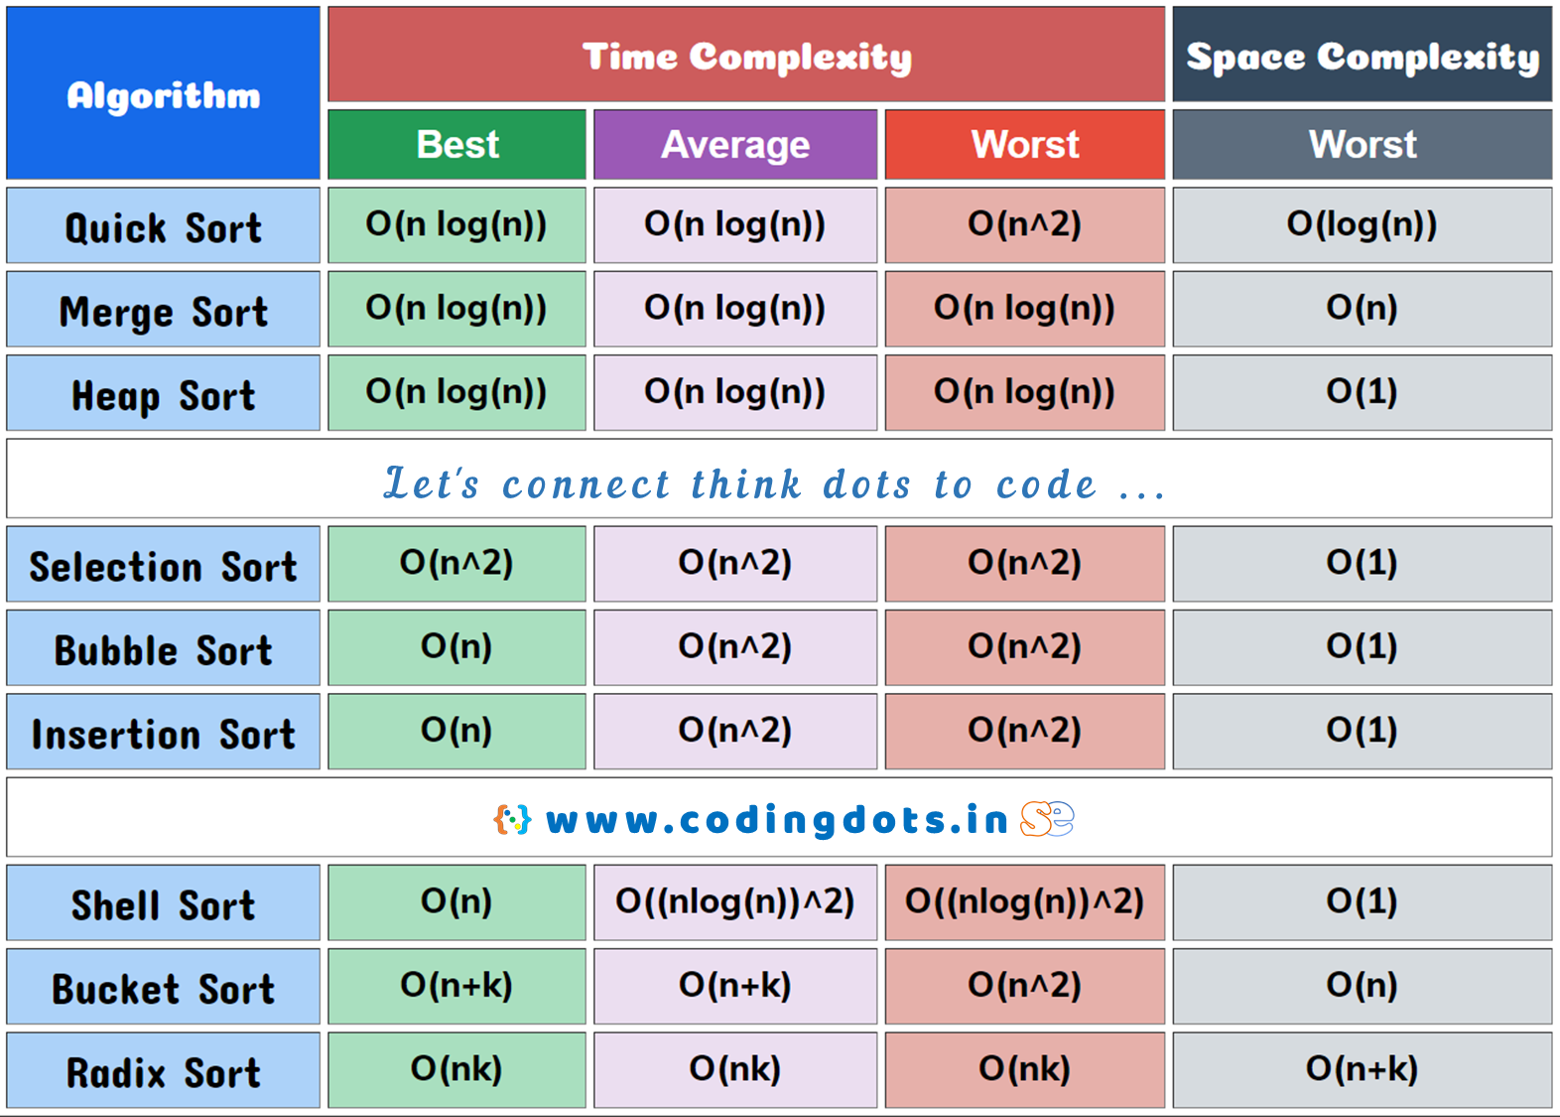 Algorithm Time Complexity Space Complexity
Best Average Worst Worst
Quick Sort O(n log(n)) O(n log(n)) O(n^2) O(log(n))
Merge Sort O(n log(n)) O(n log(n)) O(n log(n)) O(n)
Heap Sort O(n log(n)) O(n log(n)) O(n log(n)) O(1)
Let's connect think dots to code ...
Selection Sort O(n^2) O(n^2) O(n^2) O(1)
Bubble Sort O(n) O(n^2) O(n^2) O(1)
Insertion Sort O(n) O(n^2) O(n^2) O(1)
{} www.codingdots.in se
Shell Sort O(n) O((nlog(n))^2) O((nlog(n))^2) O(1)
Bucket Sort O(n+k) O(n+k) O(n^2) O(n)
Radix Sort O(nk) O(nk) O(nk) O(n+k)